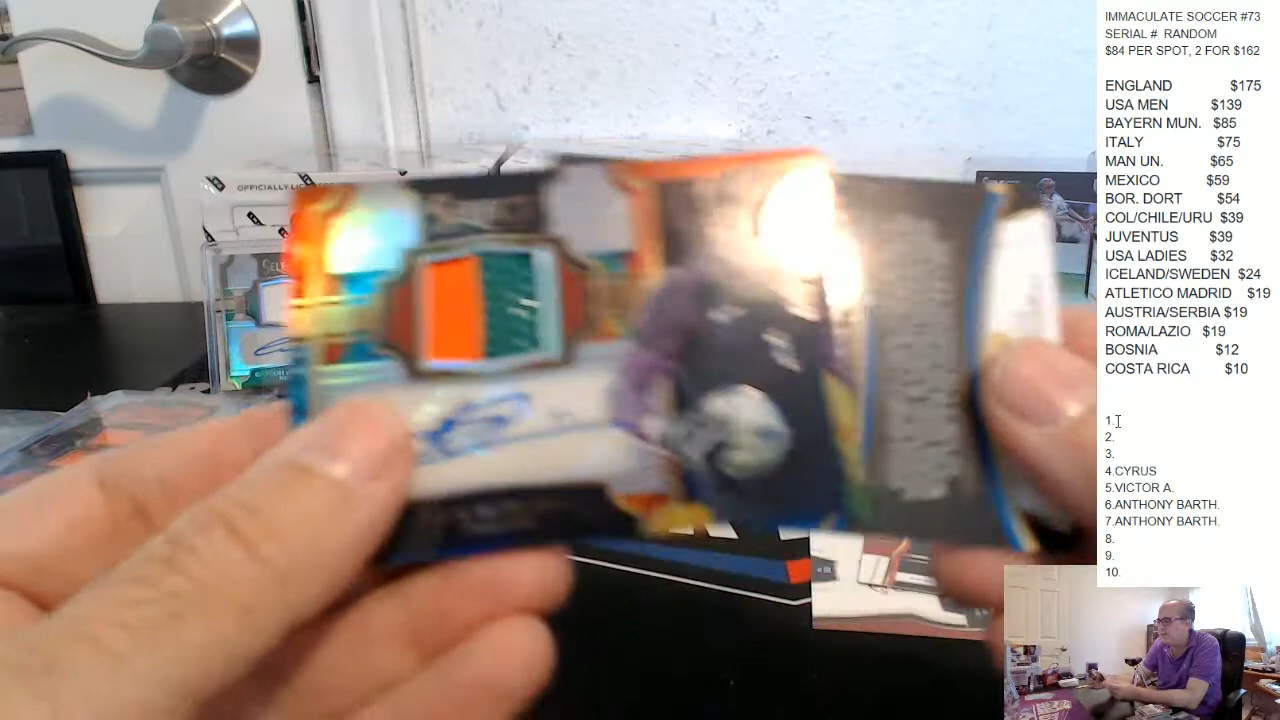 IMMACULATE SOCCER #73
SERIAL # RANDOM
$84 PER SPOT, 2 FOR $162
ENGLAND $175
USA MEN $139
BAYERN MUN. $85
ITALY $75
MAN UN. $65
MEXICO $59
BOR. DORT $54
COL/CHILE/URU $39
JUVENTUS $39
USA LADIES $32
ICELAND/SWEDEN $24
ATLETICO MADRID $19
AUSTRIA/SERBIA $19
ROMA/LAZIO $19
BOSNIA $12
COSTA RICA $10
1.
2.
3.
4.CYRUS
5.VICTOR A.
6.ANTHONY BARTH.
7.ANTHONY BARTH.
8.
9.
10.
OFFICIALLY